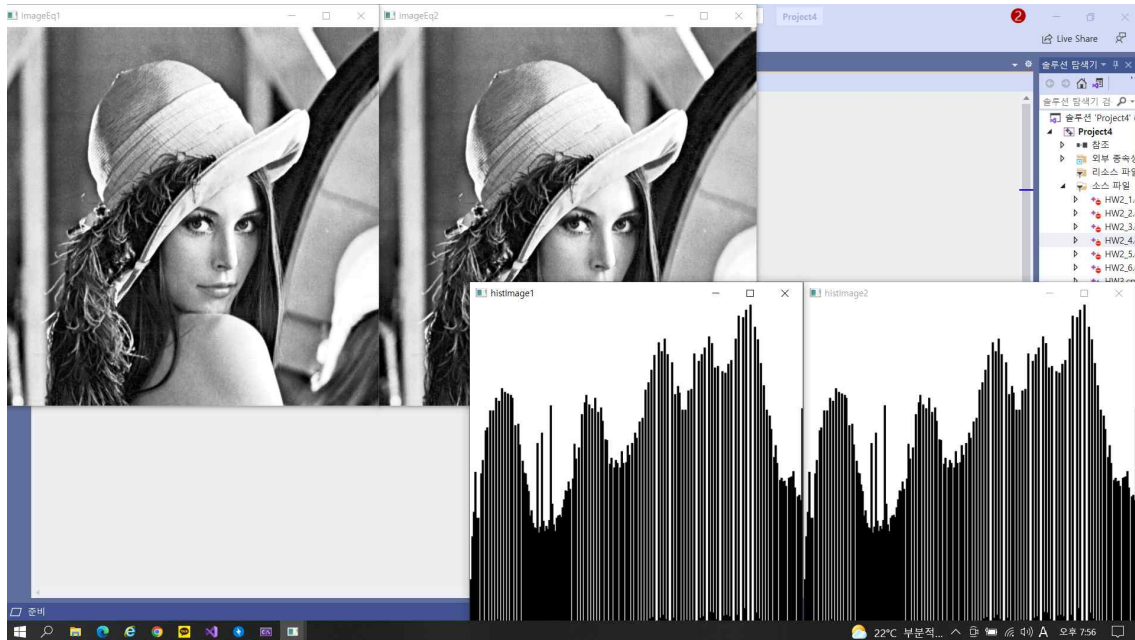 imageEq1
imageEq2
Project4
2
Live Share
솔루션 탐색기
솔루션 탐색기 검
솔루션 'Project4'
Project4
참조
외부 종속성
리소스 파일
소스 파일
HW2_1.
HW2_2.
HW2_3.
HW2_4.
HW2_5.
HW2_6.
HW3.cpp
histImage1
histImage2
준비
22°C 부분적... A 오후 7:56